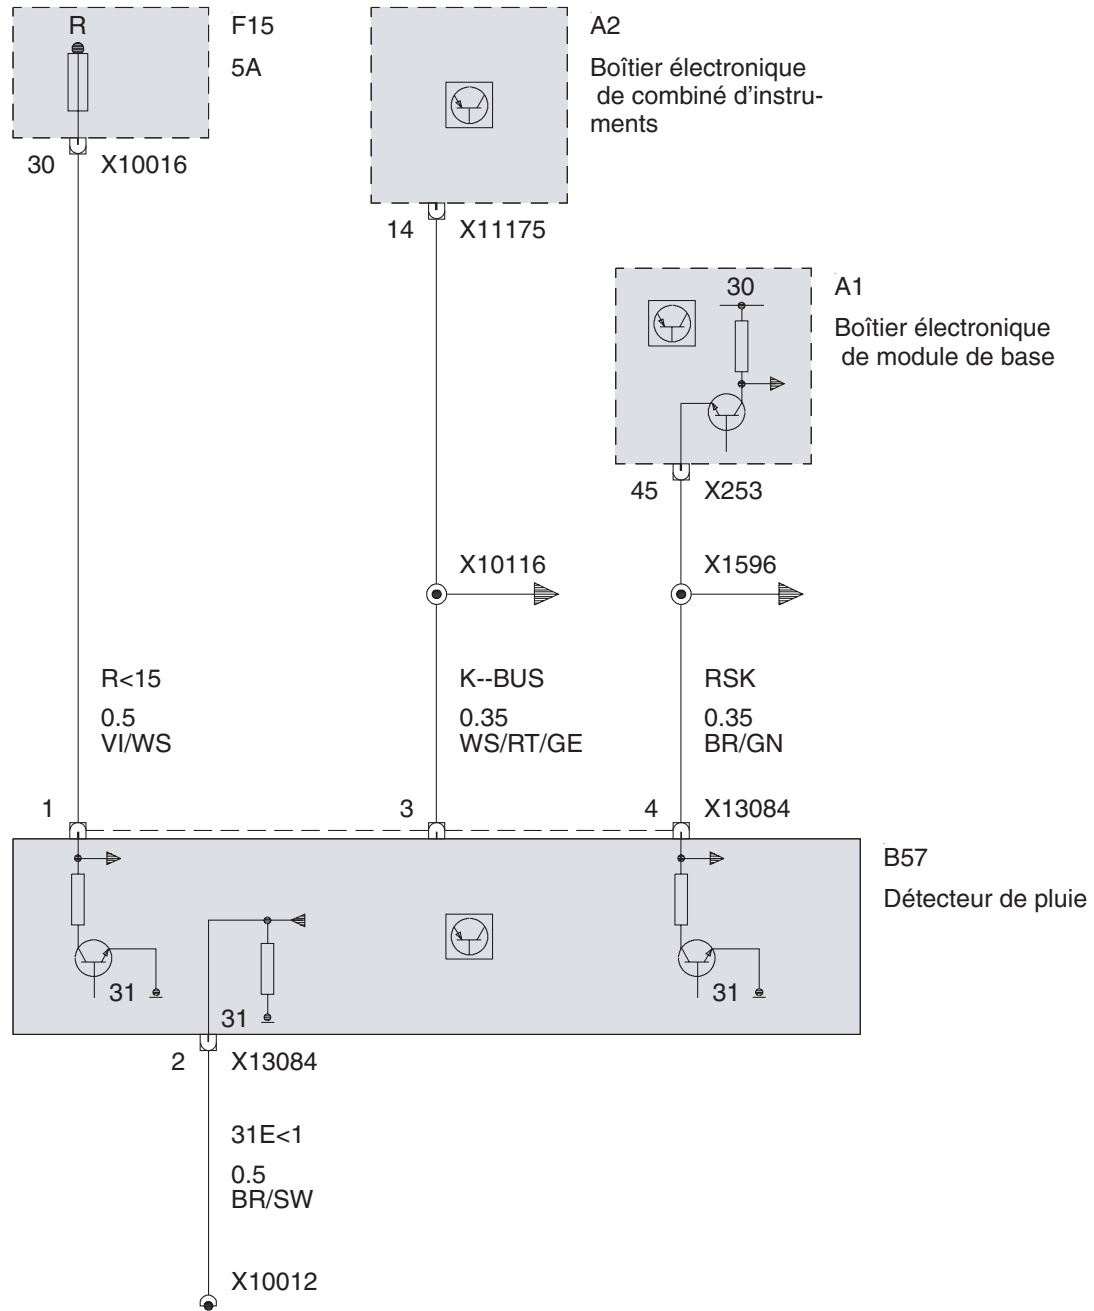 R
F15
5A
30
X10016
A2
Boîtier électronique
de combiné d'instru-
ments
14
X11175
30
A1
Boîtier électronique
de module de base
45
X253
X10116
X1596
R<15
0.5
VI/WS
K--BUS
0.35
WS/RT/GE
RSK
0.35
BR/GN
1
3
4
X13084
B57
Détecteur de pluie
31
31
31
2
X13084
31E<1
0.5
BR/SW
X10012